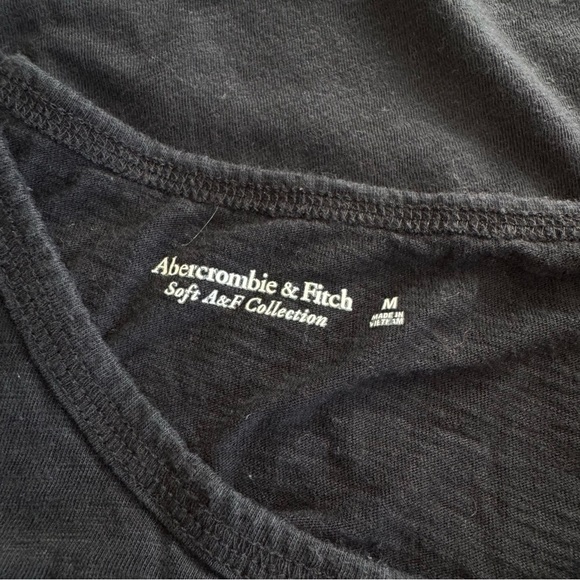 Abercrombie & Fitch
Soft A&F Collection
M
MADE IN
VIETNAM